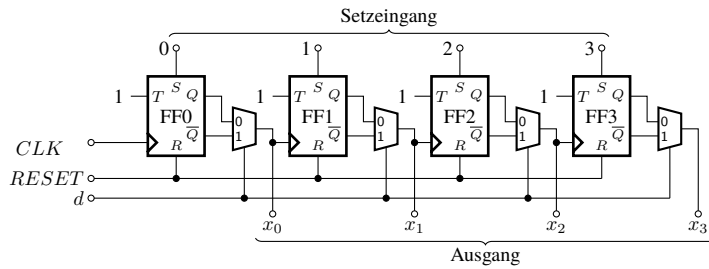 Setzeingang
0 1 2 3
1 T S Q FF0 Q̅ R 0 1
1 T S Q FF1 Q̅ R 0 1
1 T S Q FF2 Q̅ R 0 1
1 T S Q FF3 Q̅ R 0 1
CLK
RESET
d
x₀ x₁ x₂ x₃
Ausgang